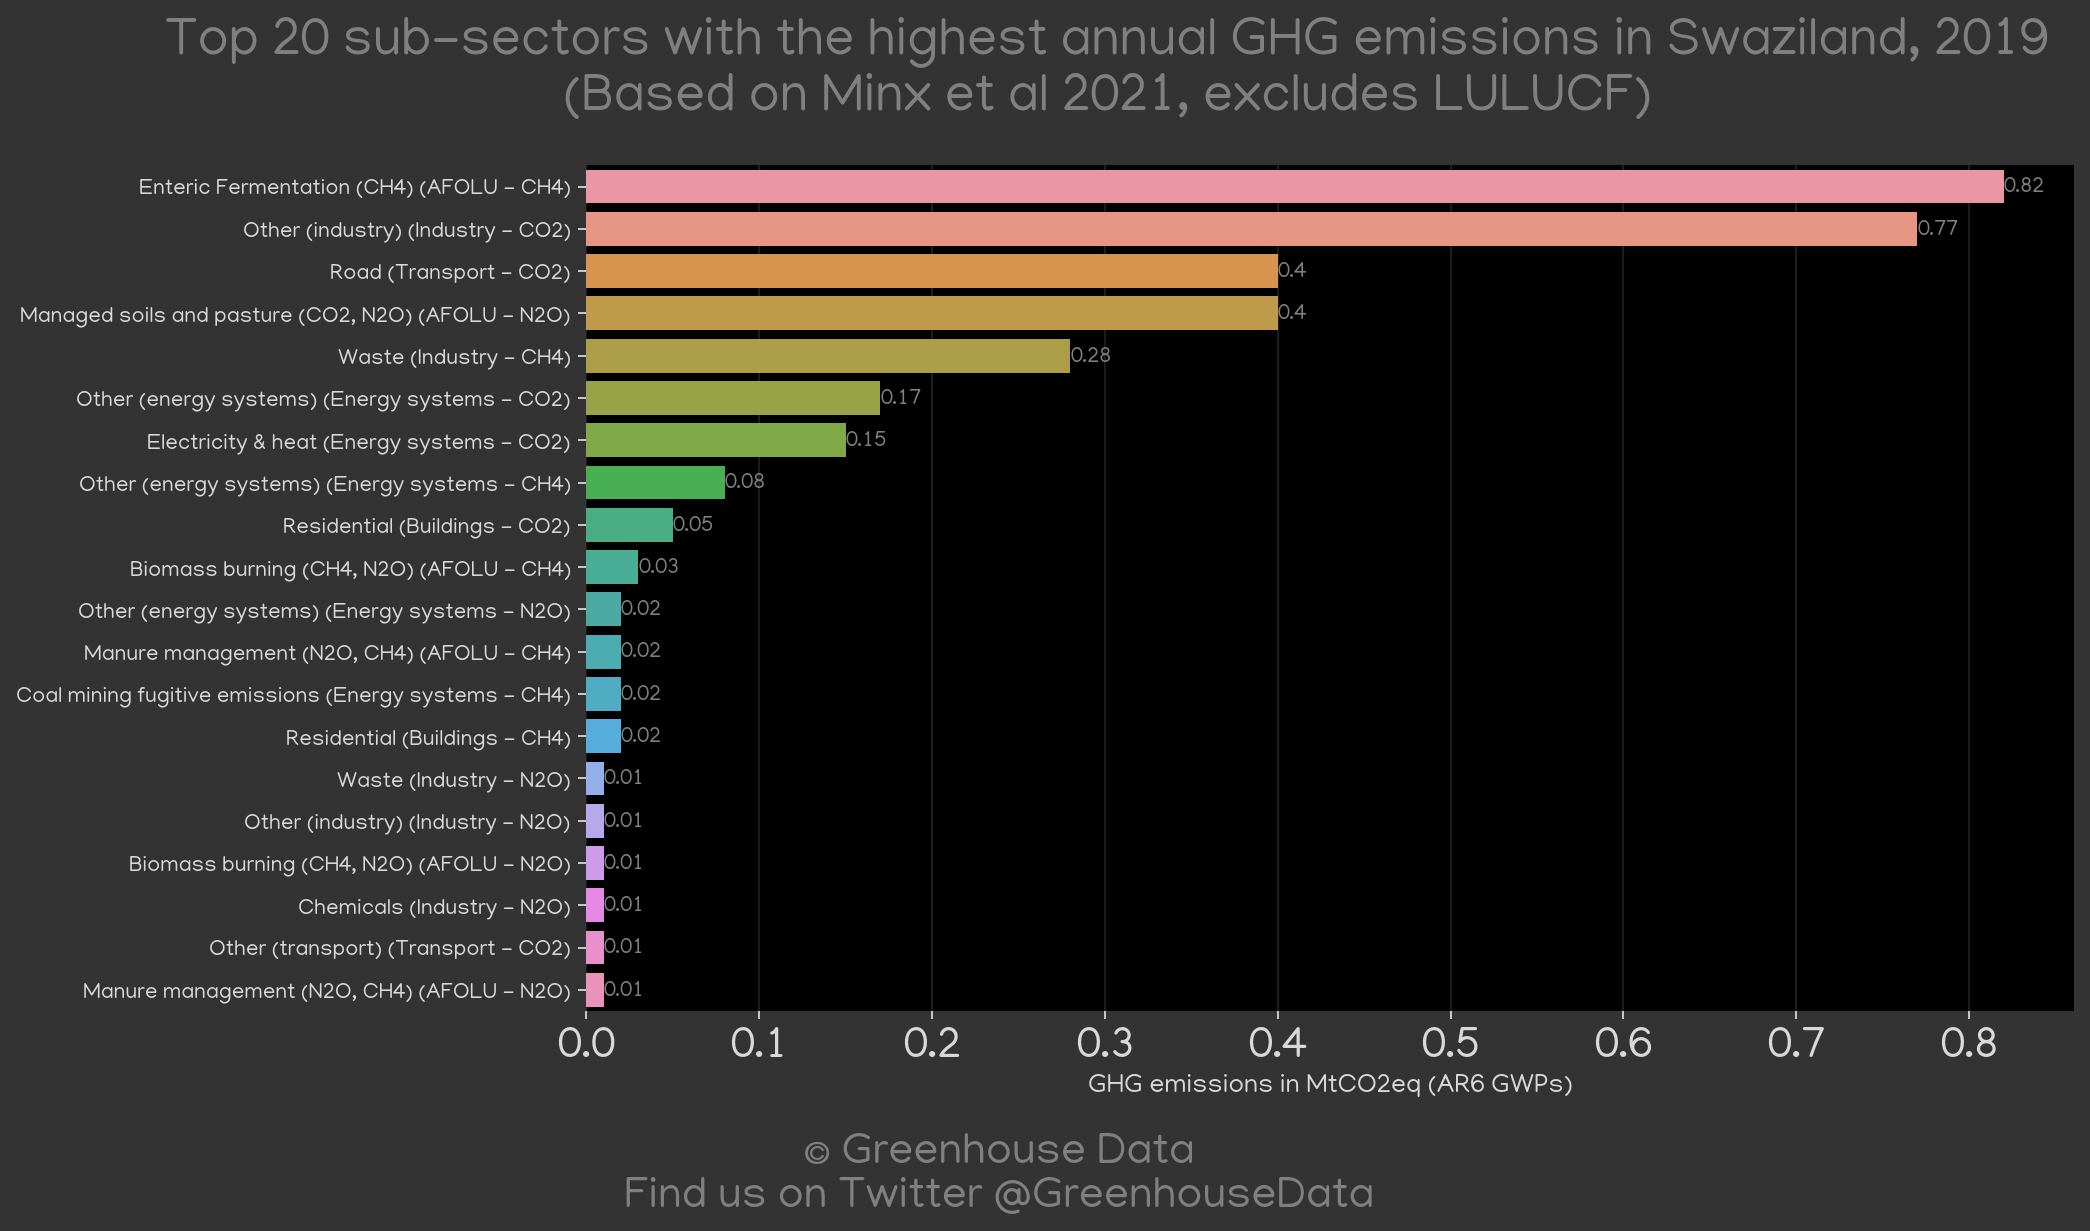 Top 20 sub-sectors with the highest annual GHG emissions in Swaziland, 2019
(Based on Minx et al 2021, excludes LULUCF)
Enteric Fermentation (CH4) (AFOLU - CH4) 0.82
Other (industry) (Industry - CO2) 0.77
Road (Transport - CO2) 0.4
Managed soils and pasture (CO2, N2O) (AFOLU - N2O) 0.4
Waste (Industry - CH4) 0.28
Other (energy systems) (Energy systems - CO2) 0.17
Electricity & heat (Energy systems - CO2) 0.15
Other (energy systems) (Energy systems - CH4) 0.08
Residential (Buildings - CO2) 0.05
Biomass burning (CH4, N2O) (AFOLU - CH4) 0.03
Other (energy systems) (Energy systems - N2O) 0.02
Manure management (N2O, CH4) (AFOLU - CH4) 0.02
Coal mining fugitive emissions (Energy systems - CH4) 0.02
Residential (Buildings - CH4) 0.02
Waste (Industry - N2O) 0.01
Other (industry) (Industry - N2O) 0.01
Biomass burning (CH4, N2O) (AFOLU - N2O) 0.01
Chemicals (Industry - N2O) 0.01
Other (transport) (Transport - CO2) 0.01
Manure management (N2O, CH4) (AFOLU - N2O) 0.01
0.0 0.1 0.2 0.3 0.4 0.5 0.6 0.7 0.8
GHG emissions in MtCO2eq (AR6 GWPs)
© Greenhouse Data
Find us on Twitter @GreenhouseData